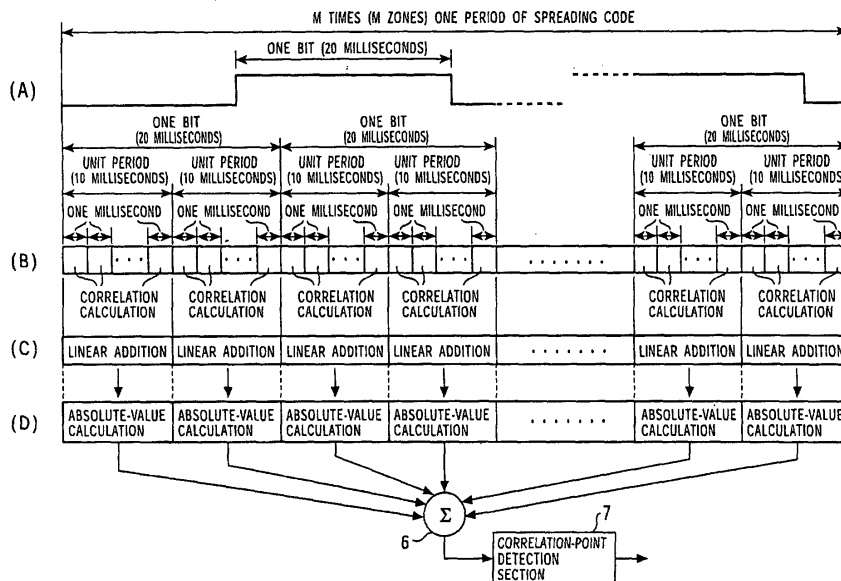 M TIMES (M ZONES) ONE PERIOD OF SPREADING CODE
ONE BIT (20 MILLISECONDS)
(A)
ONE BIT ONE BIT ONE BIT
(20 MILLISECONDS) (20 MILLISECONDS) (20 MILLISECONDS)
UNIT PERIOD UNIT PERIOD UNIT PERIOD UNIT PERIOD UNIT PERIOD UNIT PERIOD
(10 MILLISECONDS) (10 MILLISECONDS) (10 MILLISECONDS) (10 MILLISECONDS) (10 MILLISECONDS) (10 MILLISECONDS)
ONE MILLISECOND ONE MILLISECOND ONE MILLISECOND ONE MILLISECOND ONE MILLISECOND ONE MILLISECOND
(B) ... ... ... ... ....... ... ...
CORRELATION CORRELATION CORRELATION CORRELATION CORRELATION CORRELATION
CALCULATION CALCULATION CALCULATION CALCULATION CALCULATION CALCULATION
(C) LINEAR ADDITION LINEAR ADDITION LINEAR ADDITION LINEAR ADDITION ....... LINEAR ADDITION LINEAR ADDITION
(D) ABSOLUTE-VALUE ABSOLUTE-VALUE ABSOLUTE-VALUE ABSOLUTE-VALUE ....... ABSOLUTE-VALUE ABSOLUTE-VALUE
CALCULATION CALCULATION CALCULATION CALCULATION CALCULATION CALCULATION
Σ
6
7
CORRELATION-POINT
DETECTION
SECTION